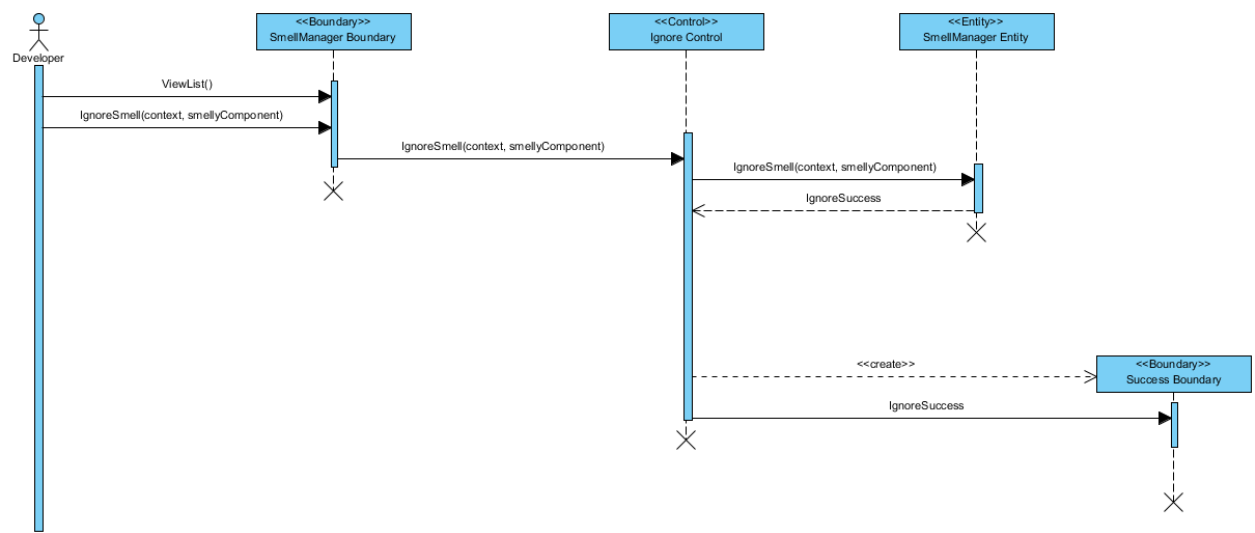 Developer
<<Boundary>>
SmellManager Boundary
<<Control>>
Ignore Control
<<Entity>>
SmellManager Entity
ViewList()
IgnoreSmell(context, smellyComponent)
IgnoreSmell(context, smellyComponent)
IgnoreSmell(context, smellyComponent)
IgnoreSuccess
<<create>>
<<Boundary>>
Success Boundary
IgnoreSuccess